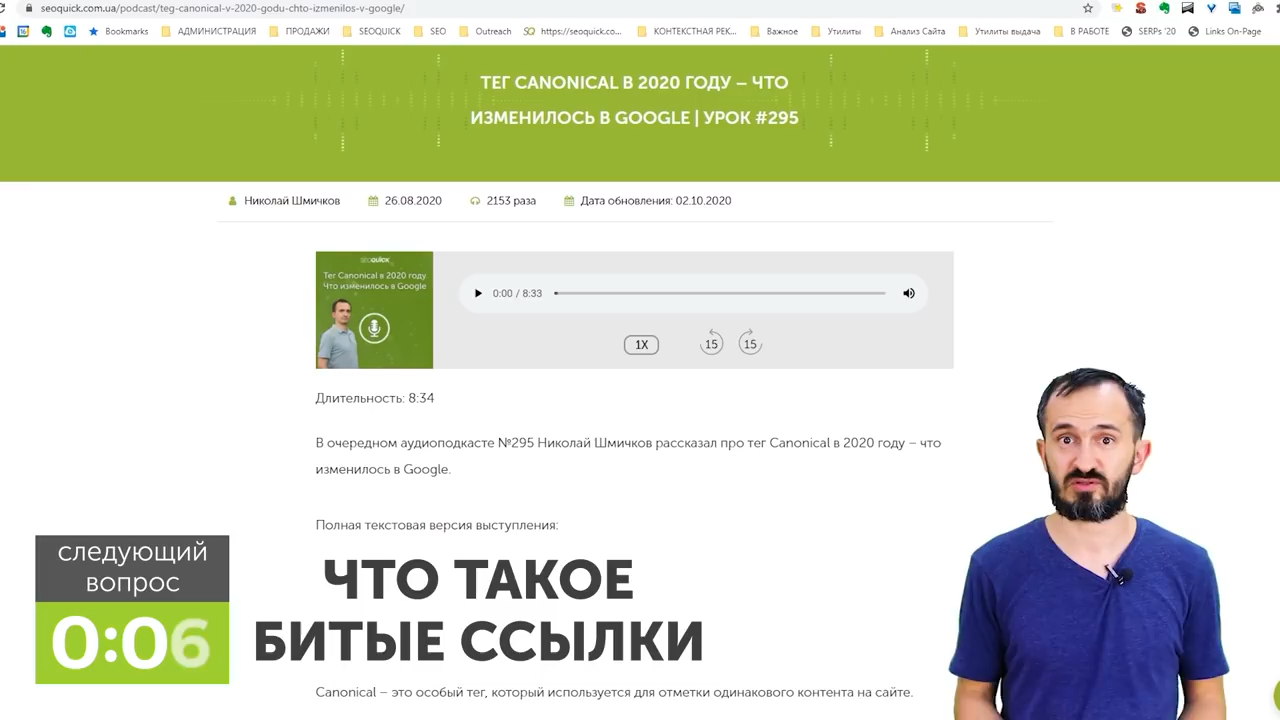 seoquick.com.ua/podcast/teg-canonical-v-2020-godu-chto-izmenilos-v-google/
Bookmarks АДМИНИСТРАЦИЯ ПРОДАЖИ SEOQUICK SEO Outreach https://seoquick.co... КОНТЕКСТНАЯ РЕК... Важное Утилиты Анализ Сайта Утилиты выдача В РАБОТЕ SERPs '20 Links On-Page
ТЕГ CANONICAL В 2020 ГОДУ – ЧТО
ИЗМЕНИЛОСЬ В GOOGLE | УРОК #295
Николай Шмичков 26.08.2020 2153 раза Дата обновления: 02.10.2020
seoquick
Тег Canonical в 2020 году.
Что изменилось в Google
0:00 / 8:33
1X 15 15
Длительность: 8:34
В очередном аудиоподкасте №295 Николай Шмичков рассказал про тег Canonical в 2020 году – что
изменилось в Google.
Полная текстовая версия выступления:
следующий
вопрос
0:06
ЧТО ТАКОЕ
БИТЫЕ ССЫЛКИ
Canonical – это особый тег, который используется для отметки одинакового контента на сайте.